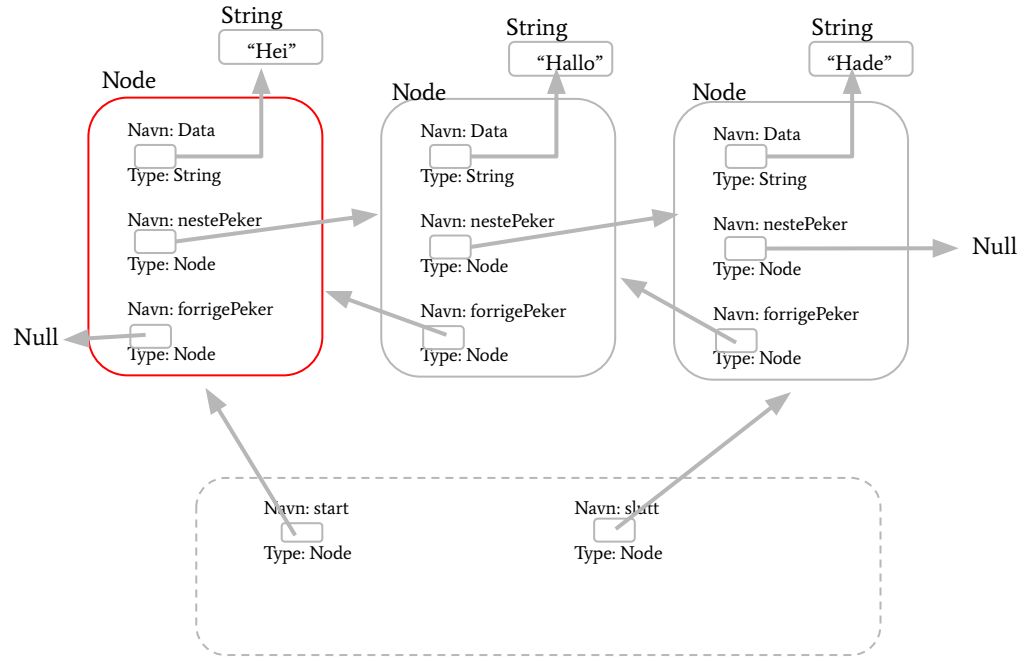 String
“Hei”
Node
Navn: Data
Type: String
Navn: nestePeker
Type: Node
Navn: forrigePeker
Type: Node
Null
String
“Hallo”
Node
Navn: Data
Type: String
Navn: nestePeker
Type: Node
Navn: forrigePeker
Type: Node
String
“Hade”
Node
Navn: Data
Type: String
Navn: nestePeker
Type: Node
Navn: forrigePeker
Type: Node
Null
Navn: start
Type: Node
Navn: slutt
Type: Node